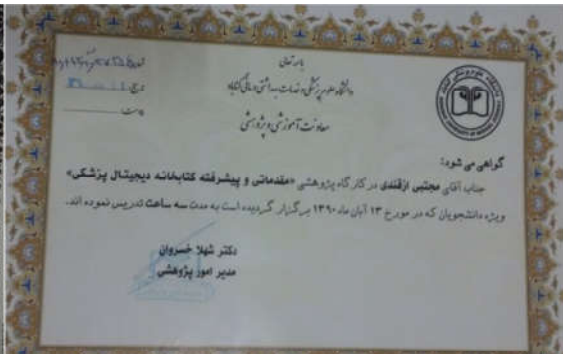 باسمه تعالی
دانشگاه علوم پزشکی و خدمات بهداشتی درمانی گناباد
معاونت آموزشی و پژوهشی
گواهی می شود:
جناب آقای مجتبی ازقندی در کارگاه پژوهشی «مقدماتی و پیشرفته کتابخانه دیجیتال پزشکی»
ویژه دانشجویان که در مورخ ۱۳ آبان ماه ۱۳۹۰ برگزار گردیده است به مدت سه ساعت تدریس نموده اند.
دکتر شهلا خسروان
مدیر امور پژوهشی